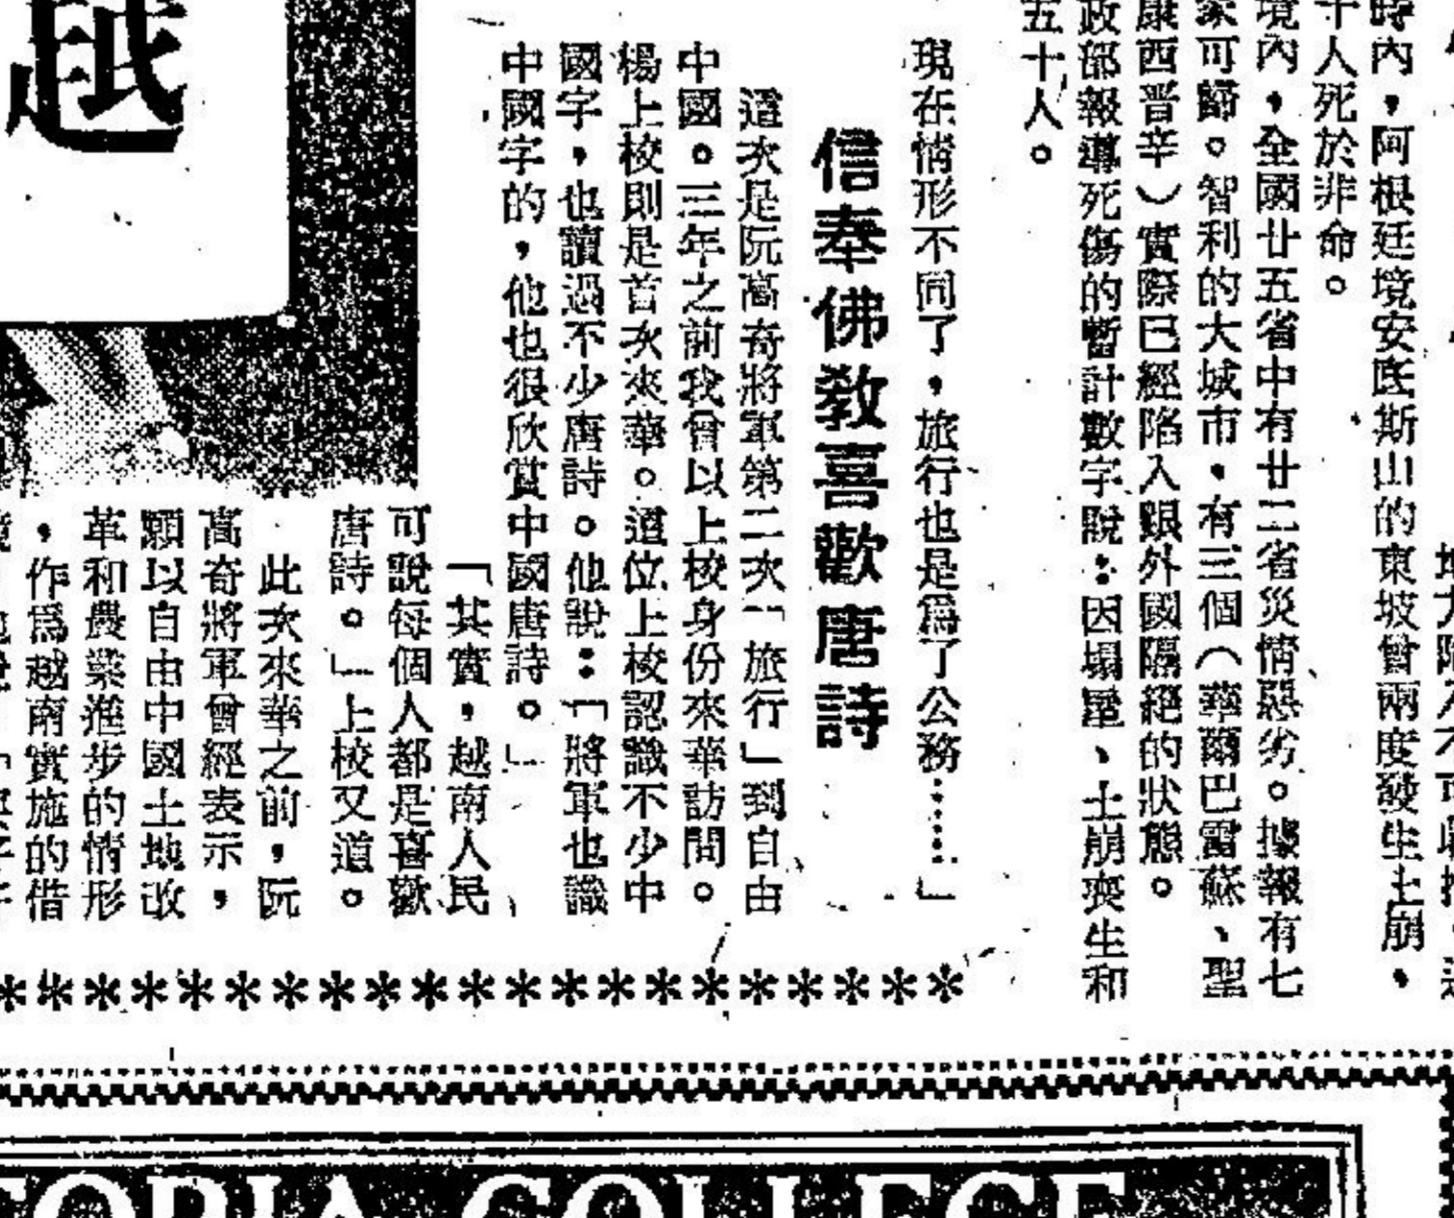 時內，阿根廷境安底斯山的東坡曾兩度發生土崩，
十人死於非命。
境內，全國廿五省中有廿二省災情惡劣。據報有七
家可歸。智利的大城市，有三個（華爾巴雷蘇、聖
康西晋辛）實際已經陷入跟外國隔絕的狀態。
政部報導死傷的暫計數字說：因塌屋、土崩喪生和
五十人。
現在情形不同了，旅行也是爲了公務……」
信奉佛教喜歡唐詩
這次是阮高奇將軍第二次「旅行」到自由
中國。三年之前我曾以上校身份來華訪問。
楊上校則是首次來華。這位上校認識不少中
國字，也讀過不少唐詩。他說：「將軍也識
中國字的，他也很欣賞中國唐詩。」
「其實，越南人民
可說每個人都是喜歡
唐詩。」上校又道。
此次來華之前，阮
高奇將軍曾經表示，
願以自由中國土地改
革和農業進步的情形
，作爲越南實施的借
越
COLLEGE